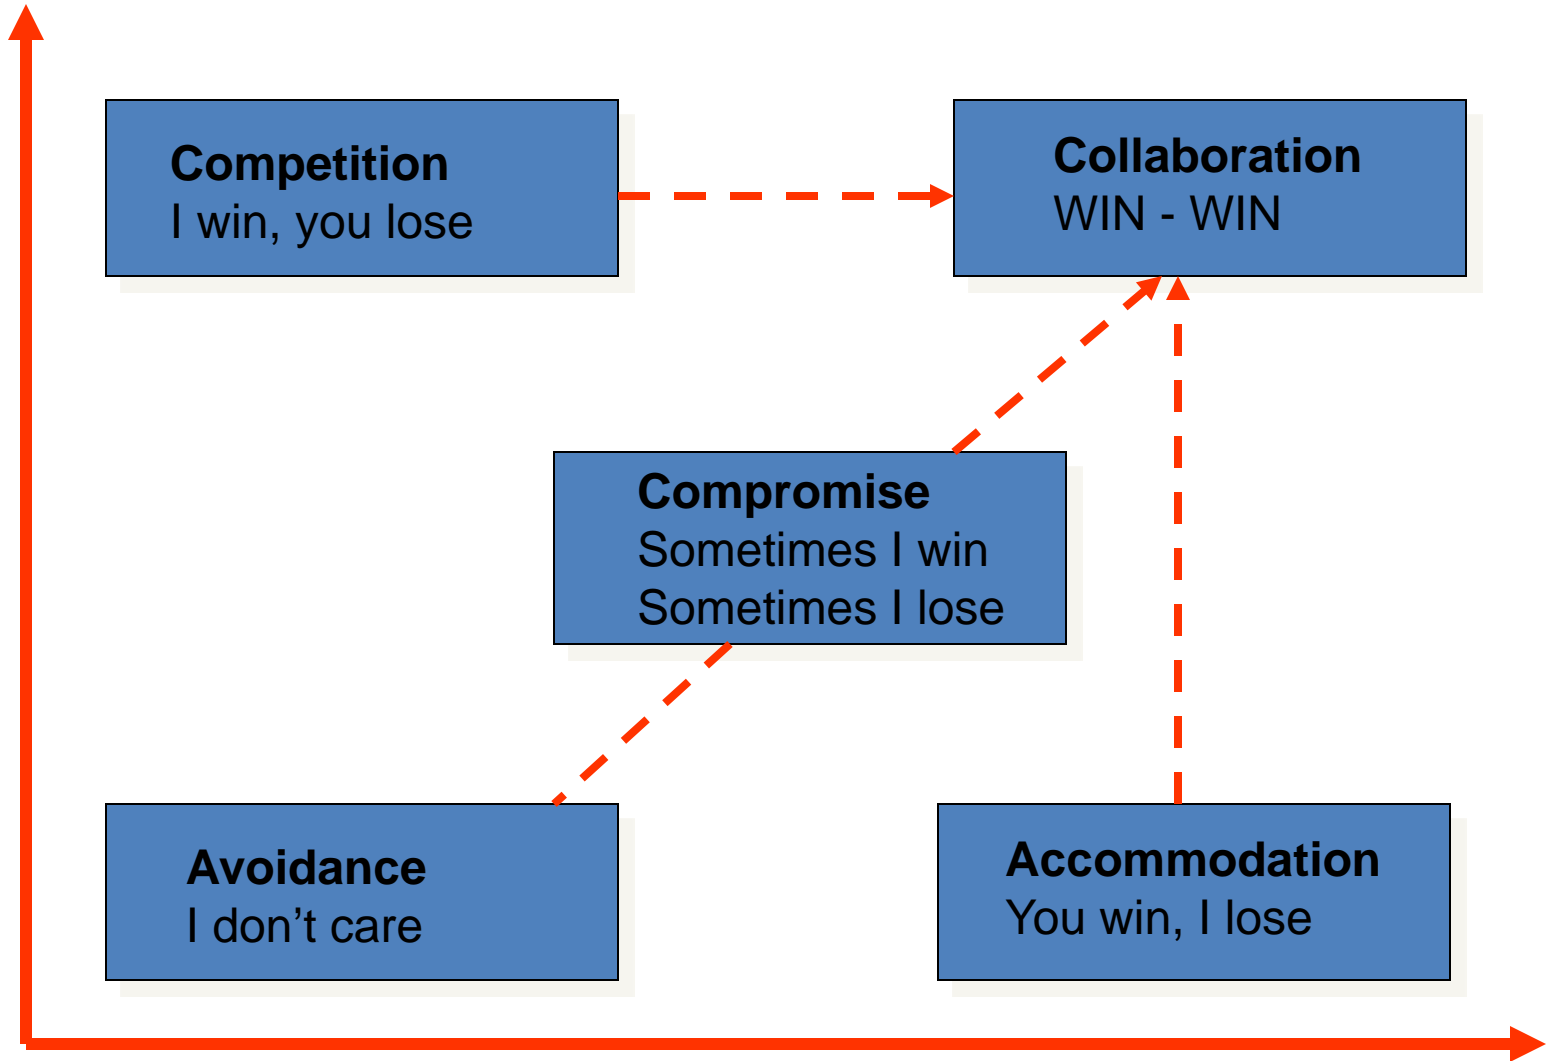 Competition
I win, you lose
Collaboration
WIN - WIN
Compromise
Sometimes I win
Sometimes I lose
Avoidance
I don’t care
Accommodation
You win, I lose